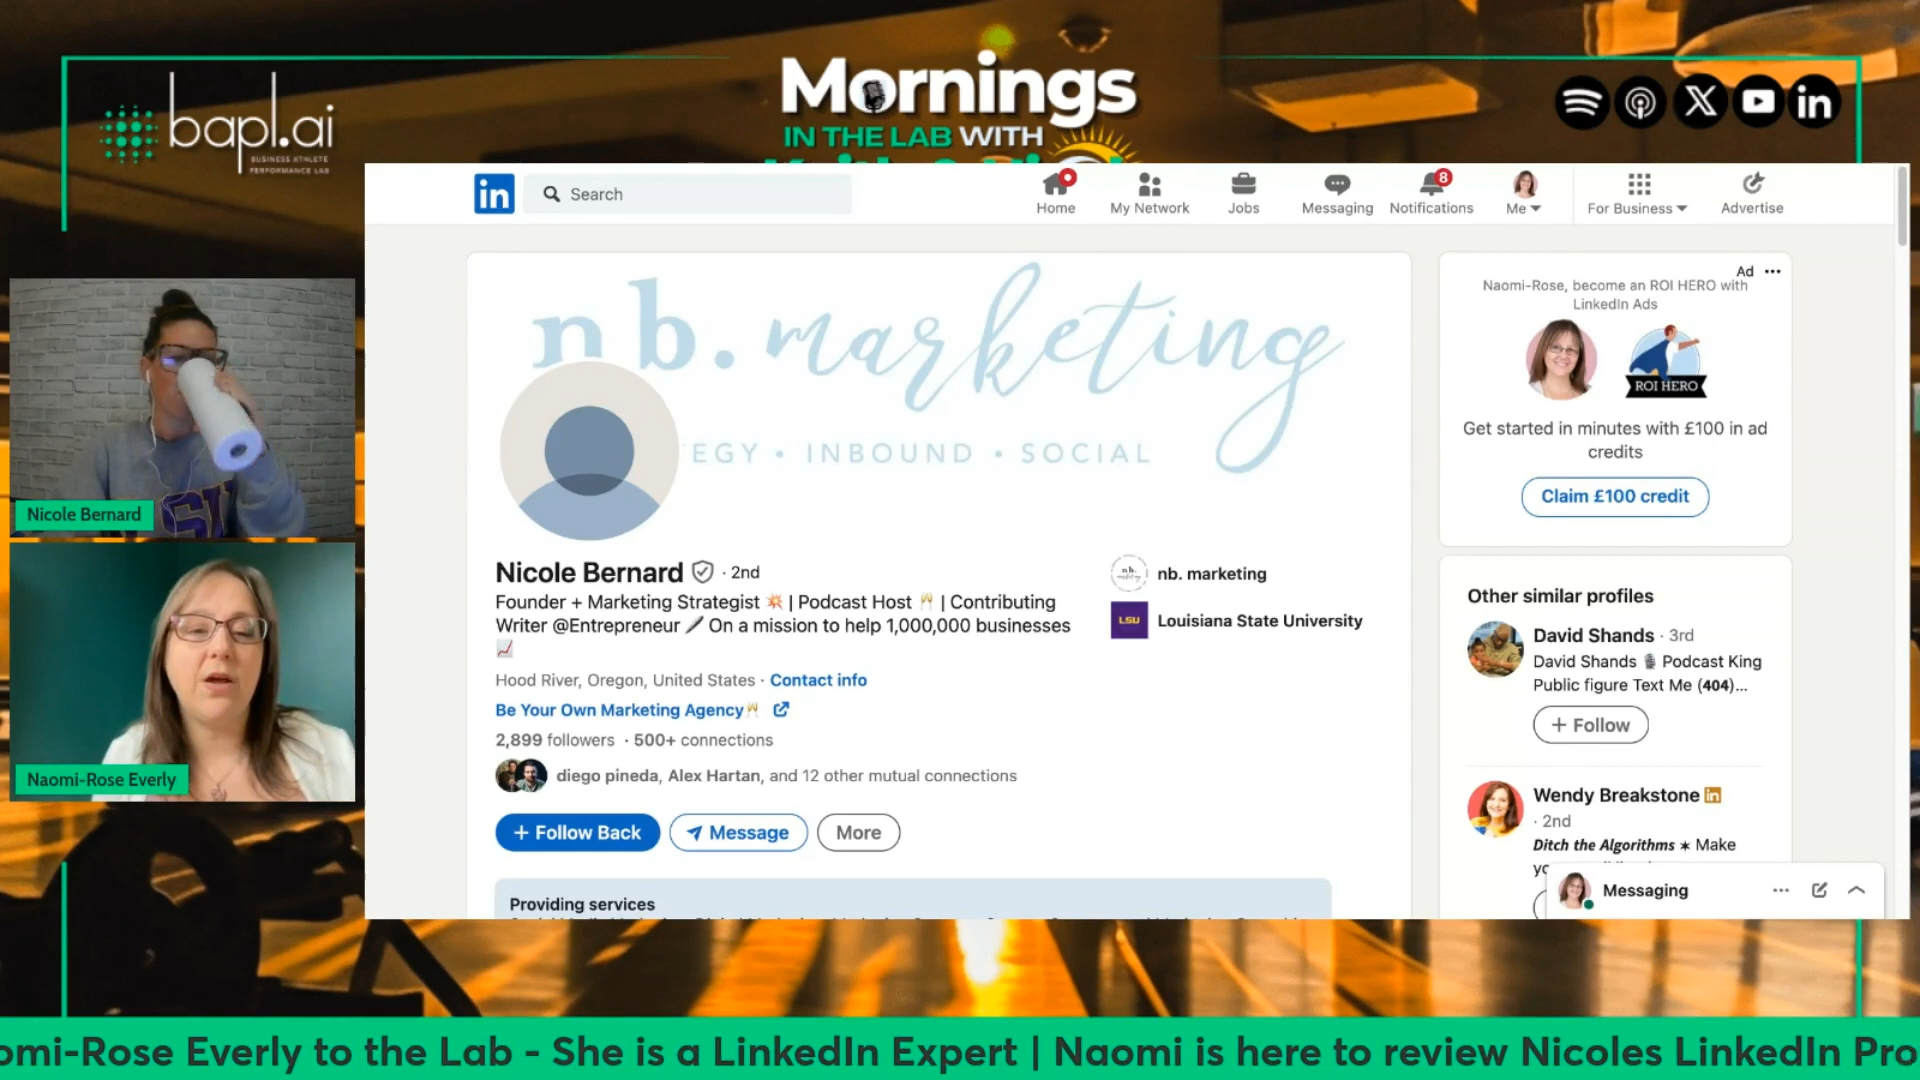 bapl.ai
BUSINESS ATHLETE
PERFORMANCE LAB
Mornings
IN THE LAB WITH
in
Search
Home
My Network
Jobs
Messaging
8
Notifications
Me
For Business
Advertise
nb. marketing
EGY • INBOUND • SOCIAL
Nicole Bernard · 2nd
Founder + Marketing Strategist 💥 | Podcast Host 🥂 | Contributing
Writer @Entrepreneur 🖋 On a mission to help 1,000,000 businesses
📈
Hood River, Oregon, United States · Contact info
Be Your Own Marketing Agency🥂
2,899 followers · 500+ connections
diego pineda, Alex Hartan, and 12 other mutual connections
+ Follow Back
Message
More
Providing services
nb. marketing
LSU
Louisiana State University
Ad •••
Naomi-Rose, become an ROI HERO with
LinkedIn Ads
ROI HERO
Get started in minutes with £100 in ad
credits
Claim £100 credit
Other similar profiles
David Shands · 3rd
David Shands 🎙 Podcast King
Public figure Text Me (404)...
+ Follow
Wendy Breakstone in
· 2nd
Ditch the Algorithms ✶ Make
Messaging
Nicole Bernard
Naomi-Rose Everly
omi-Rose Everly to the Lab - She is a LinkedIn Expert | Naomi is here to review Nicoles LinkedIn Pro